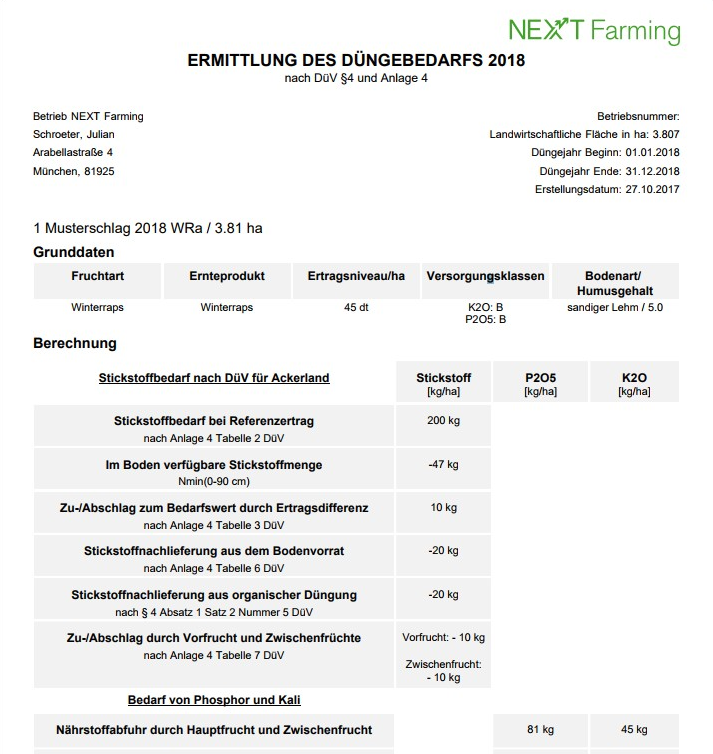 NEXT Farming
ERMITTLUNG DES DÜNGEBEDARFS 2018
nach DüV §4 und Anlage 4
Betrieb NEXT Farming
Schroeter, Julian
Arabellastraße 4
München, 81925
Betriebsnummer:
Landwirtschaftliche Fläche in ha: 3.807
Düngejahr Beginn: 01.01.2018
Düngejahr Ende: 31.12.2018
Erstellungsdatum: 27.10.2017
1 Musterschlag 2018 WRa / 3.81 ha
Grunddaten
Fruchtart Ernteprodukt Ertragsniveau/ha Versorgungsklassen Bodenart/
Humusgehalt
Winterraps Winterraps 45 dt K2O: B sandiger Lehm / 5.0
P2O5: B
Berechnung
Stickstoffbedarf nach DüV für Ackerland Stickstoff P2O5 K2O
[kg/ha] [kg/ha] [kg/ha]
Stickstoffbedarf bei Referenzertrag 200 kg
nach Anlage 4 Tabelle 2 DüV
Im Boden verfügbare Stickstoffmenge -47 kg
Nmin(0-90 cm)
Zu-/Abschlag zum Bedarfswert durch Ertragsdifferenz 10 kg
nach Anlage 4 Tabelle 3 DüV
Stickstoffnachlieferung aus dem Bodenvorrat -20 kg
nach Anlage 4 Tabelle 6 DüV
Stickstoffnachlieferung aus organischer Düngung -20 kg
nach § 4 Absatz 1 Satz 2 Nummer 5 DüV
Zu-/Abschlag durch Vorfrucht und Zwischenfrüchte Vorfrucht: - 10 kg
nach Anlage 4 Tabelle 7 DüV
Zwischenfrucht:
- 10 kg
Bedarf von Phosphor und Kali
Nährstoffabfuhr durch Hauptfrucht und Zwischenfrucht 81 kg 45 kg